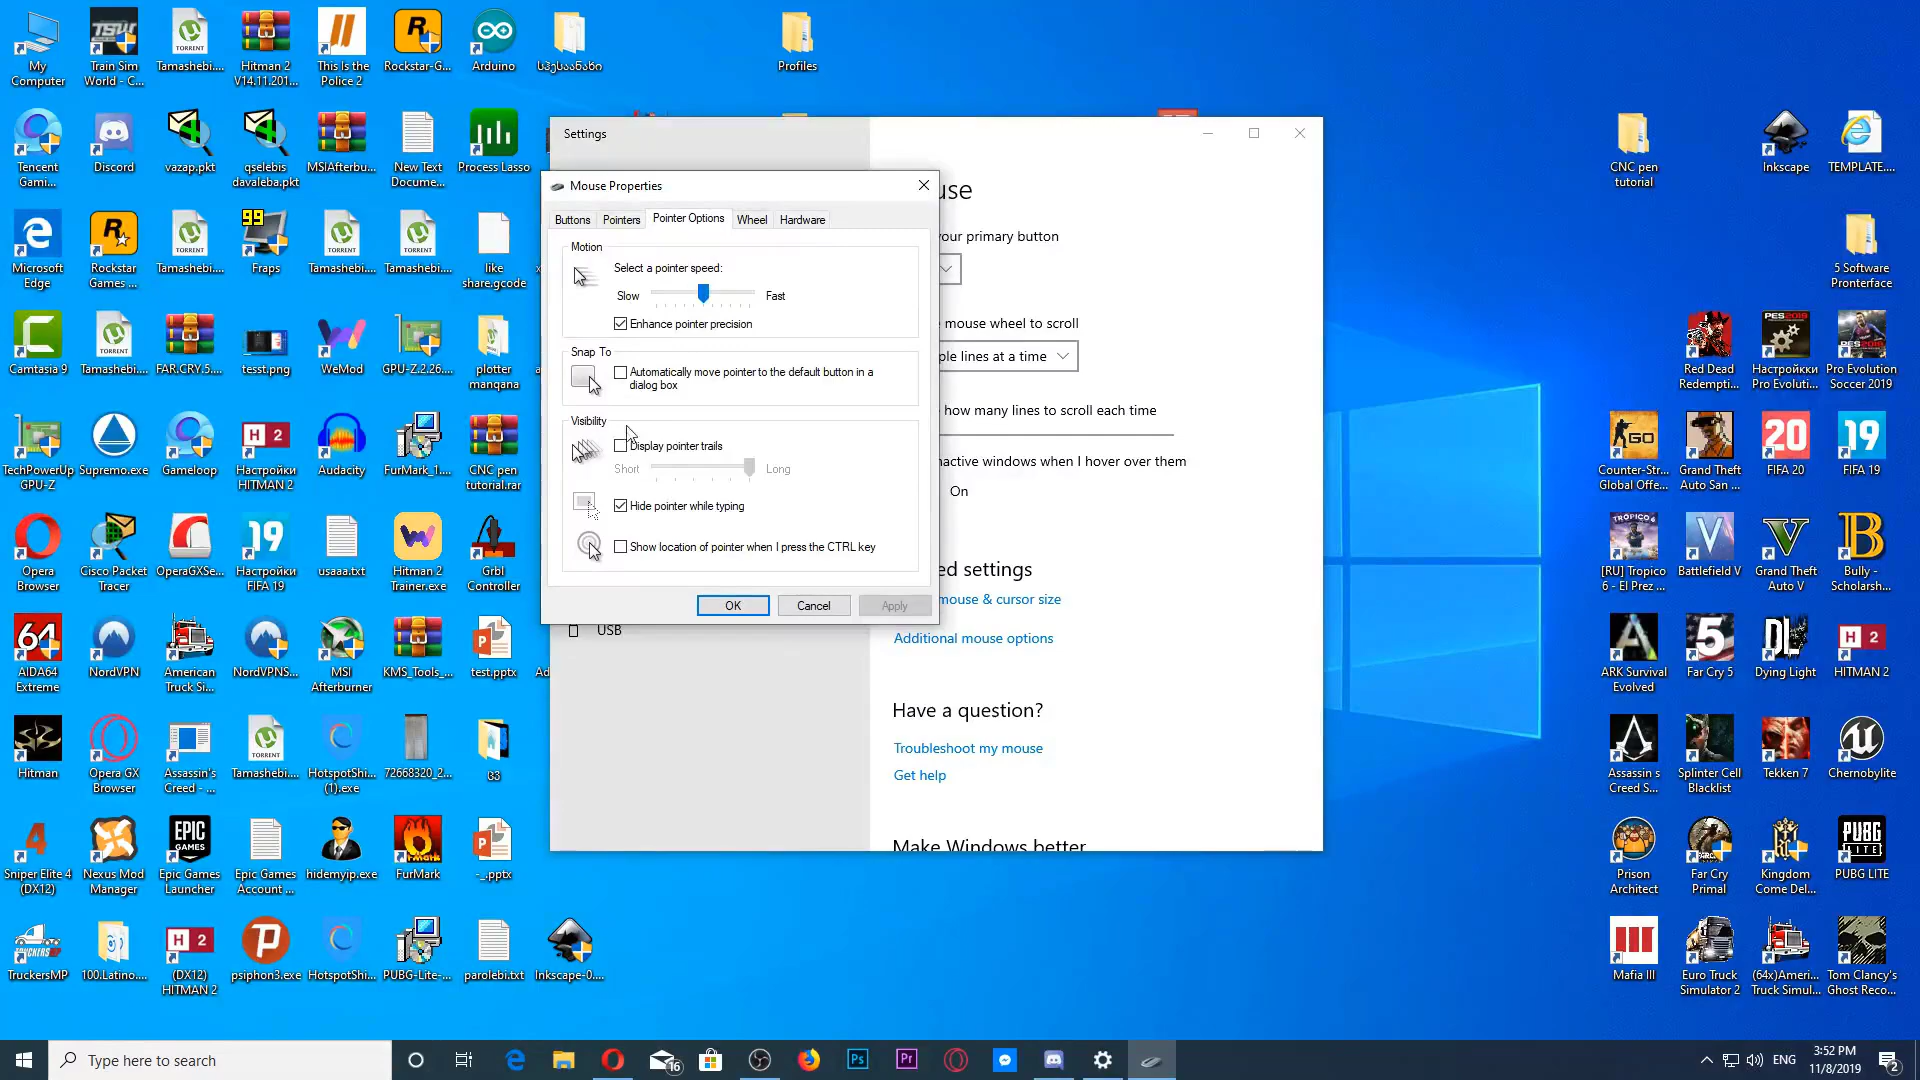 My
Computer
Train Sim
World - C...
Tamashebi....
Hitman 2
V14.11.201...
This Is the
Police 2
Rockstar-G...
Arduino
Profiles
Tencent
Gami...
Discord
vazap.pkt
qselebis
davaleba.pkt
MSIAfterbu...
New Text
Docume...
Process Lasso
CNC pen
tutorial
Inkscape
TEMPLATE....
Microsoft
Edge
Rockstar
Games ...
Tamashebi....
Fraps
Tamashebi....
Tamashebi....
like
share.gcode
5 Software
Pronterface
Camtasia 9
Tamashebi....
FAR.CRY.5....
tesst.png
WeMod
GPU-Z.2.26....
plotter
manqana
Red Dead
Redempti...
Настройкки
Pro Evoluti...
Pro Evolution
Soccer 2019
TechPowerUp
GPU-Z
Supremo.exe
Gameloop
Настройки
HITMAN 2
Audacity
FurMark_1....
CNC pen
tutorial.rar
Counter-Str...
Global Offe...
Grand Theft
Auto San ...
FIFA 20
FIFA 19
Opera
Browser
Cisco Packet
Tracer
OperaGXSe...
Настройки
FIFA 19
usaaa.txt
Hitman 2
Trainer.exe
Grbl
Controller
[RU] Tropico
6 - El Prez ...
Battlefield V
Grand Theft
Auto V
Bully -
Scholarsh...
AIDA64
Extreme
NordVPN
American
Truck Si...
NordVPNS...
MSI
Afterburner
KMS_Tools_...
test.pptx
Ad
ARK Survival
Evolved
Far Cry 5
Dying Light
HITMAN 2
Hitman
Opera GX
Browser
Assassin's
Creed - ...
Tamashebi....
HotspotShi...
(1).exe
72668320_2...
Assassin s
Creed S...
Splinter Cell
Blacklist
Tekken 7
Chernobylite
Sniper Elite 4
(DX12)
Nexus Mod
Manager
Epic Games
Launcher
Epic Games
Account ...
hidemyip.exe
FurMark
-_.pptx
Prison
Architect
Far Cry
Primal
Kingdom
Come Del...
PUBG LITE
TruckersMP
100.Latino....
(DX12)
HITMAN 2
psiphon3.exe
HotspotShi...
PUBG-Lite-...
parolebi.txt
Inkscape-0....
Mafia III
Euro Truck
Simulator 2
(64x)Ameri...
Truck Simul...
Tom Clancy's
Ghost Reco...
Settings
Mouse Properties
Buttons
Pointers
Pointer Options
Wheel
Hardware
Motion
Select a pointer speed:
Slow
Fast
Enhance pointer precision
Snap To
Automatically move pointer to the default button in a
dialog box
Visibility
Display pointer trails
Short
Long
Hide pointer while typing
Show location of pointer when I press the CTRL key
OK
Cancel
Apply
USB
use
your primary button
e mouse wheel to scroll
ple lines at a time
how many lines to scroll each time
nactive windows when I hover over them
On
ed settings
mouse & cursor size
Additional mouse options
Have a question?
Troubleshoot my mouse
Get help
Make Windows better
Type here to search
16
ENG
3:52 PM
11/8/2019
2